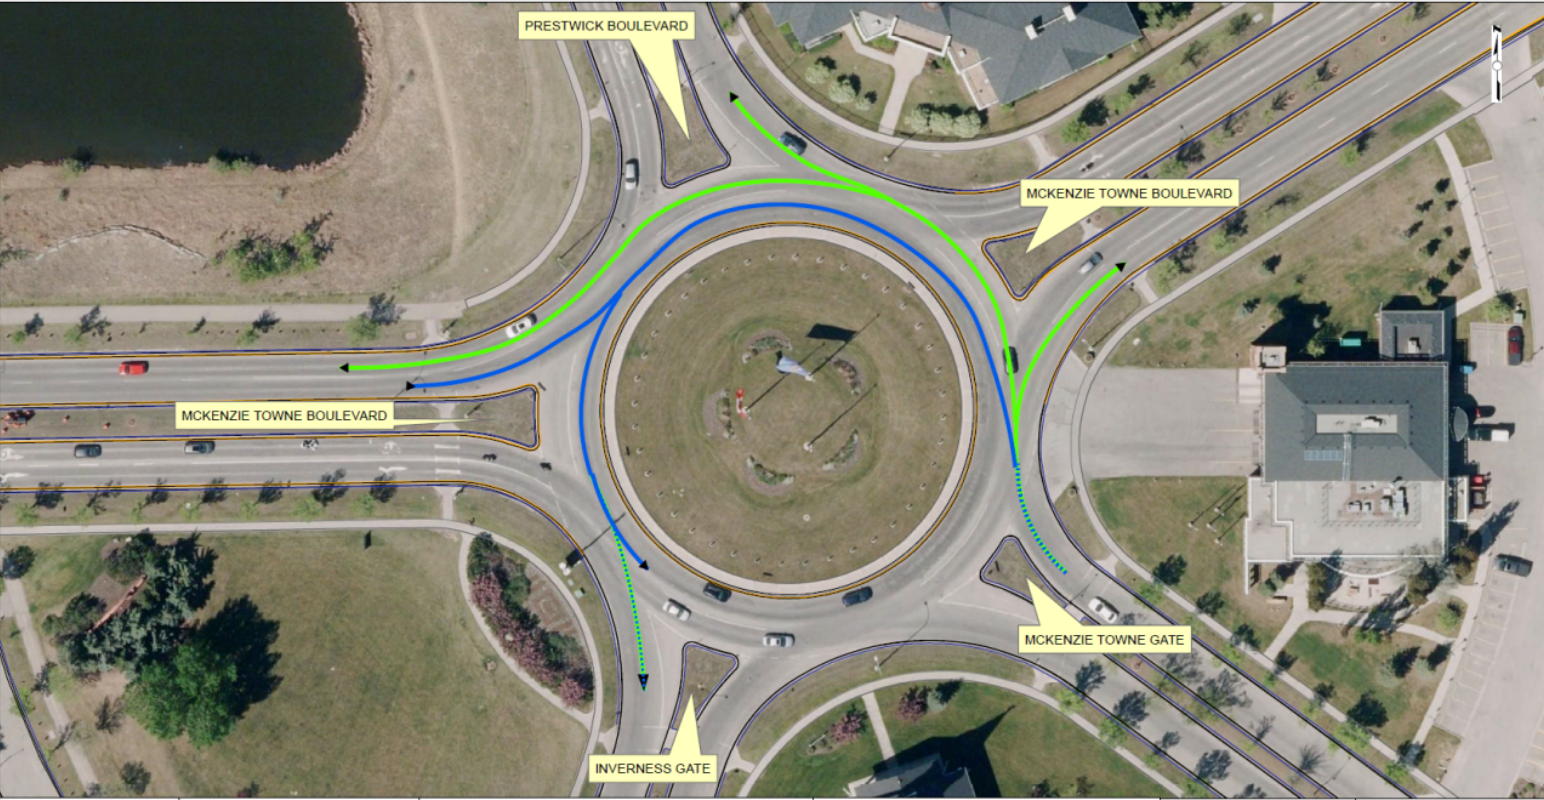 PRESTWICK BOULEVARD
MCKENZIE TOWNE BOULEVARD
MCKENZIE TOWNE BOULEVARD
MCKENZIE TOWNE GATE
INVERNESS GATE